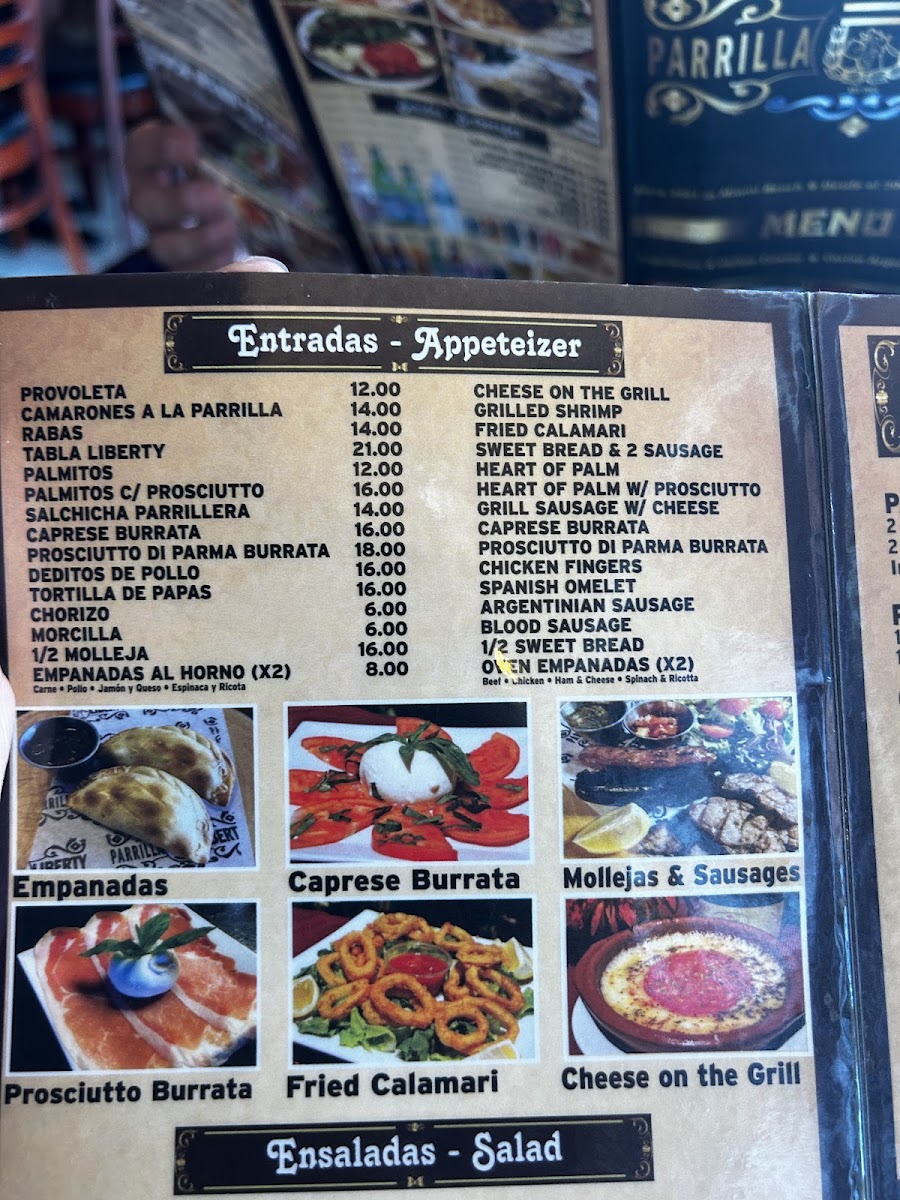 PARRILLA
MENU
Entradas - Appeteizer
PROVOLETA 12.00 CHEESE ON THE GRILL
CAMARONES A LA PARRILLA 14.00 GRILLED SHRIMP
RABAS 14.00 FRIED CALAMARI
TABLA LIBERTY 21.00 SWEET BREAD & 2 SAUSAGE
PALMITOS 12.00 HEART OF PALM
PALMITOS C/ PROSCIUTTO 16.00 HEART OF PALM W/ PROSCIUTTO
SALCHICHA PARRILLERA 14.00 GRILL SAUSAGE W/ CHEESE
CAPRESE BURRATA 16.00 CAPRESE BURRATA
PROSCIUTTO DI PARMA BURRATA 18.00 PROSCIUTTO DI PARMA BURRATA
DEDITOS DE POLLO 16.00 CHICKEN FINGERS
TORTILLA DE PAPAS 16.00 SPANISH OMELET
CHORIZO 6.00 ARGENTINIAN SAUSAGE
MORCILLA 6.00 BLOOD SAUSAGE
1/2 MOLLEJA 16.00 1/2 SWEET BREAD
EMPANADAS AL HORNO (X2) 8.00 OVEN EMPANADAS (X2)
Carne • Pollo • Jamón y Queso • Espinaca y Ricota Beef • Chicken • Ham & Cheese • Spinach & Ricotta
LIBERTY PARRILLA
Empanadas
Caprese Burrata
Mollejas & Sausages
Prosciutto Burrata
Fried Calamari
Cheese on the Grill
Ensaladas - Salad